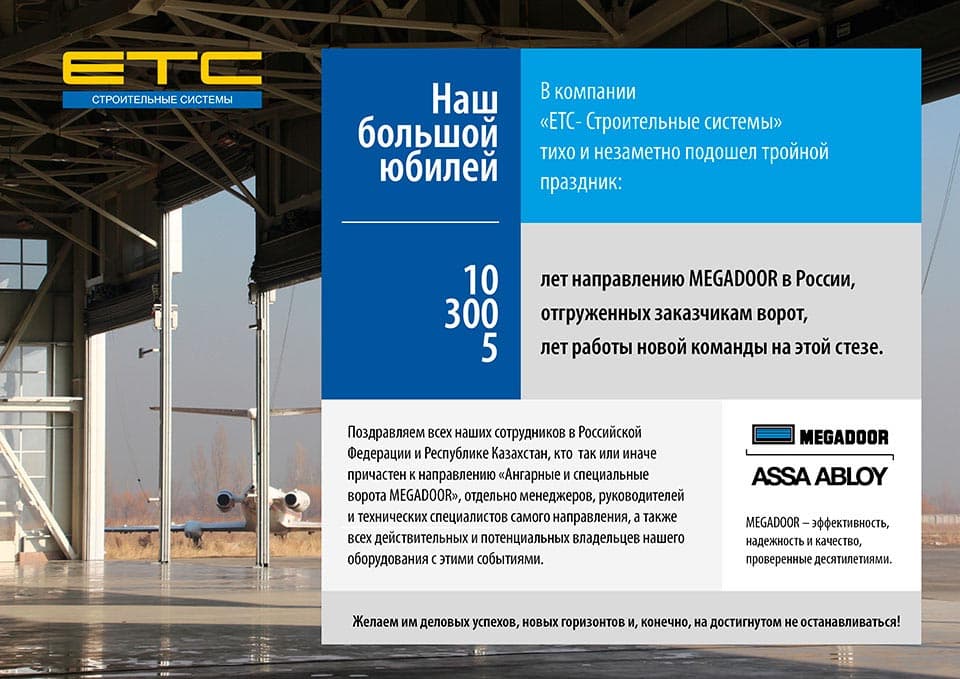 ЕТС
СТРОИТЕЛЬНЫЕ СИСТЕМЫ
Наш
большой
юбилей
В компании
«ЕТС- Строительные системы»
тихо и незаметно подошел тройной
праздник:
10
300
5
лет направлению MEGADOOR в России,
отгруженных заказчикам ворот,
лет работы новой команды на этой стезе.
Поздравляем всех наших сотрудников в Российской
Федерации и Республике Казахстан, кто так или иначе
причастен к направлению «Ангарные и специальные
ворота MEGADOOR», отдельно менеджеров, руководителей
и технических специалистов самого направления, а также
всех действительных и потенциальных владельцев нашего
оборудования с этими событиями.
MEGADOOR
ASSA ABLOY
MEGADOOR – эффективность,
надежность и качество,
проверенные десятилетиями.
Желаем им деловых успехов, новых горизонтов и, конечно, на достигнутом не останавливаться!